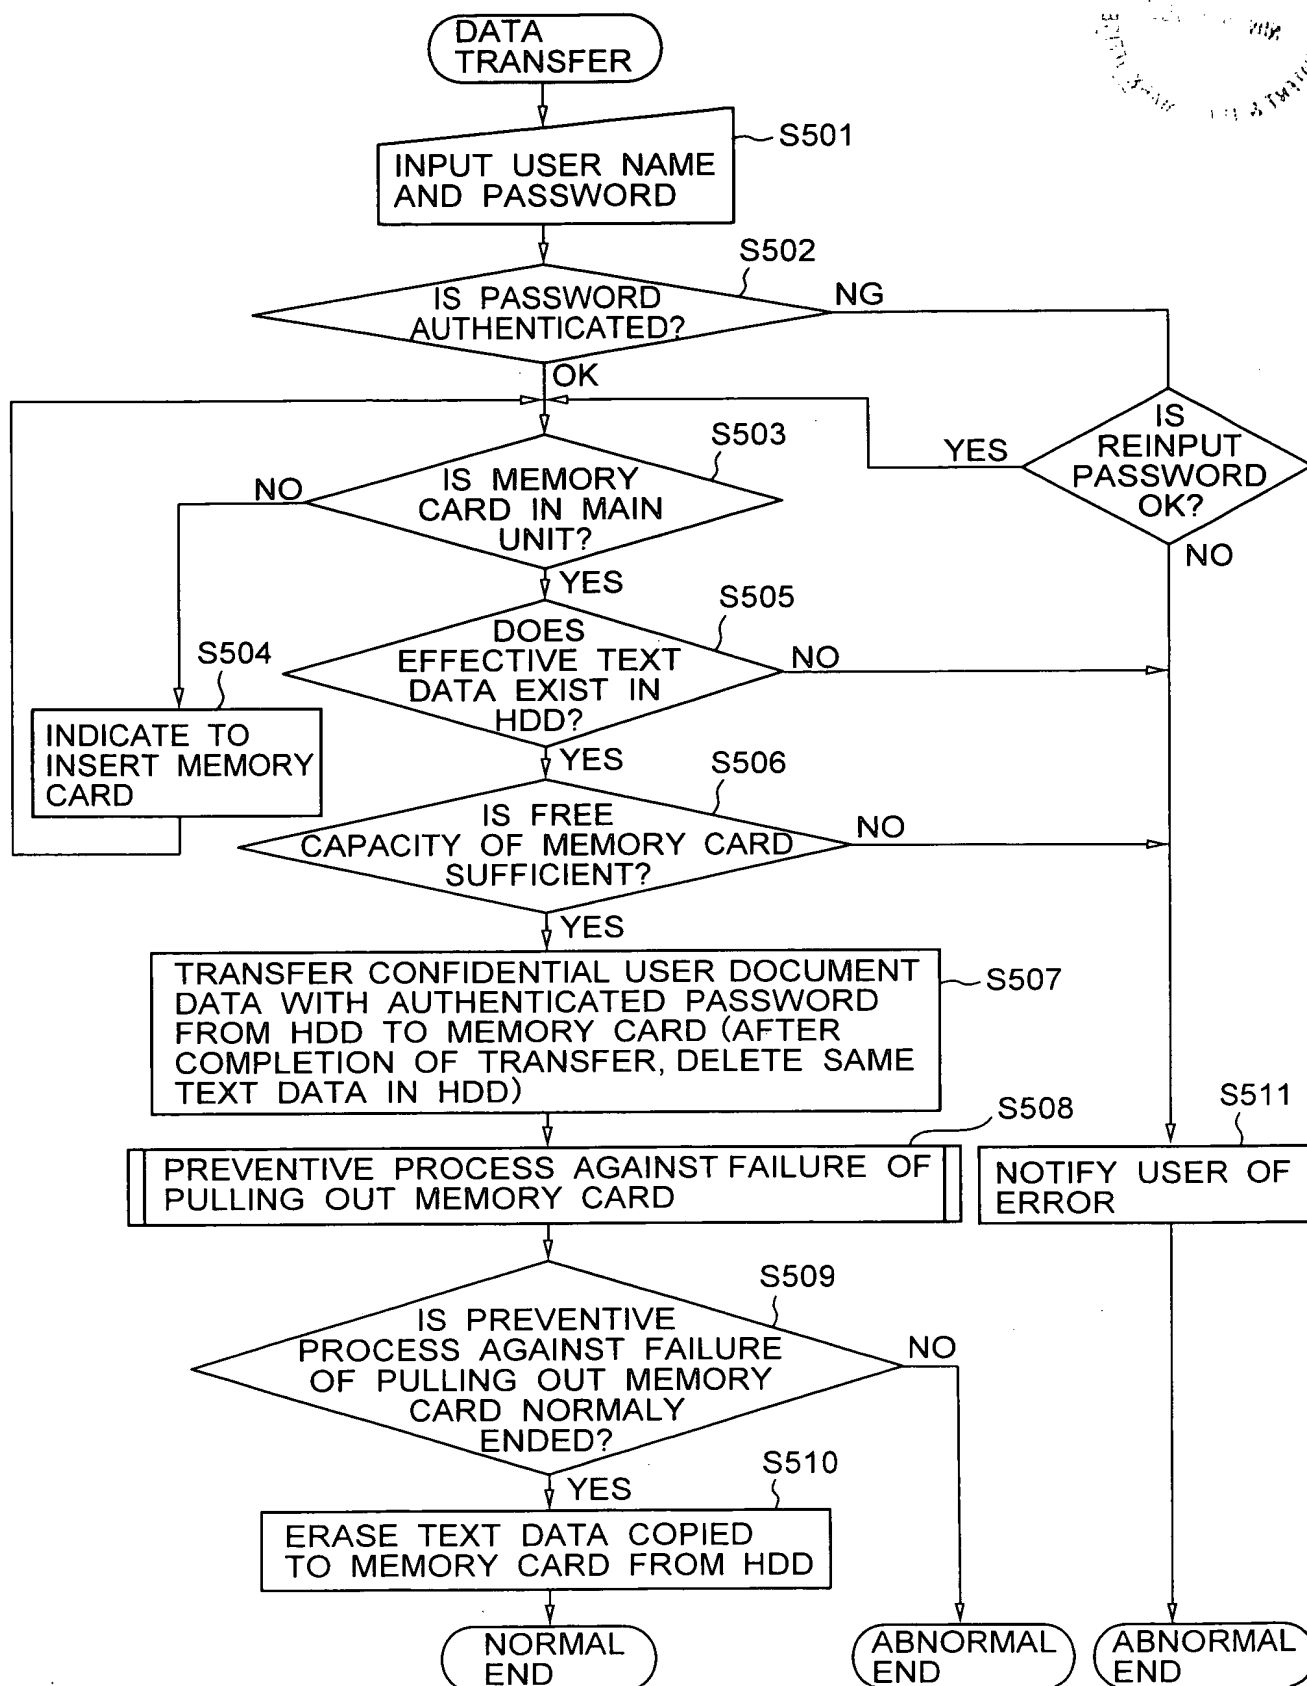 DATA
TRANSFER
S501
INPUT USER NAME
AND PASSWORD
S502
IS PASSWORD
AUTHENTICATED?
NG
OK
IS
REINPUT
PASSWORD
OK?
YES
NO
S503
IS MEMORY
CARD IN MAIN
UNIT?
NO
YES
S504
INDICATE TO
INSERT MEMORY
CARD
S505
DOES
EFFECTIVE TEXT
DATA EXIST IN
HDD?
NO
YES
S506
IS FREE
CAPACITY OF MEMORY CARD
SUFFICIENT?
NO
YES
TRANSFER CONFIDENTIAL USER DOCUMENT
DATA WITH AUTHENTICATED PASSWORD
FROM HDD TO MEMORY CARD (AFTER
COMPLETION OF TRANSFER, DELETE SAME
TEXT DATA IN HDD)
S507
S508
PREVENTIVE PROCESS AGAINST FAILURE OF
PULLING OUT MEMORY CARD
S511
NOTIFY USER OF
ERROR
S509
IS PREVENTIVE
PROCESS AGAINST FAILURE
OF PULLING OUT MEMORY
CARD NORMALY
ENDED?
NO
YES
S510
ERASE TEXT DATA COPIED
TO MEMORY CARD FROM HDD
NORMAL
END
ABNORMAL
END
ABNORMAL
END